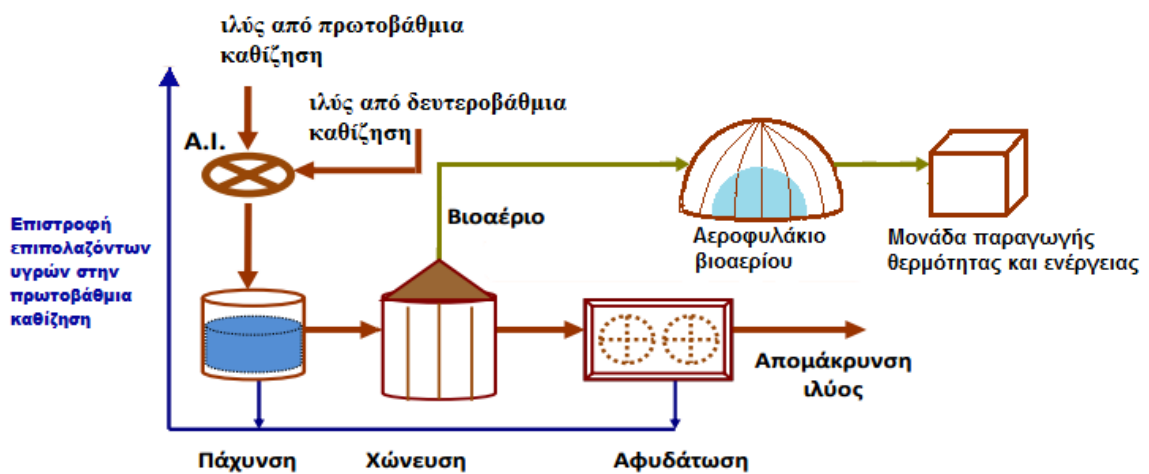 ιλύς από πρωτοβάθμια
καθίζηση
ιλύς από δευτεροβάθμια
καθίζηση
Α.Ι.
Βιοαέριο
Αεροφυλάκιο
βιοαερίου
Μονάδα παραγωγής
θερμότητας και ενέργειας
Επιστροφή
επιπολαζόντων
υγρών στην
πρωτοβάθμια
καθίζηση
Απομάκρυνση
ιλύος
Πάχυνση
Χώνευση
Αφυδάτωση